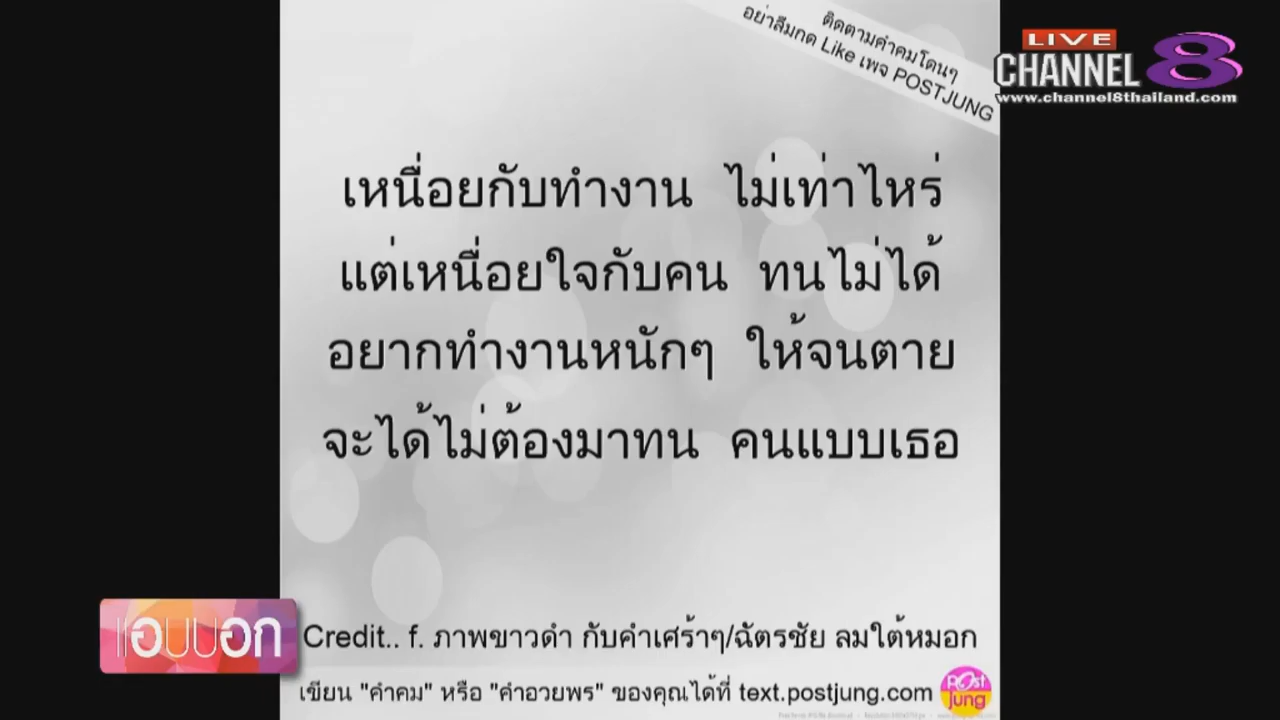 ติดตามคำคมโดนๆ
อย่าลืมกด Like เพจ POSTJUNG
LIVE
CHANNEL 8
www.channel8thailand.com
เหนื่อยกับทำงาน ไม่เท่าไหร่
แต่เหนื่อยใจกับคน ทนไม่ได้
อยากทำงานหนักๆ ให้จนตาย
จะได้ไม่ต้องมาทน คนแบบเธอ
แอบบอก
Credit.. f. ภาพขาวดำ กับคำเศร้าๆ/ฉัตรชัย ลมใต้หมอก
เขียน "คำคม" หรือ "คำอวยพร" ของคุณได้ที่ text.postjung.com
Post
jung